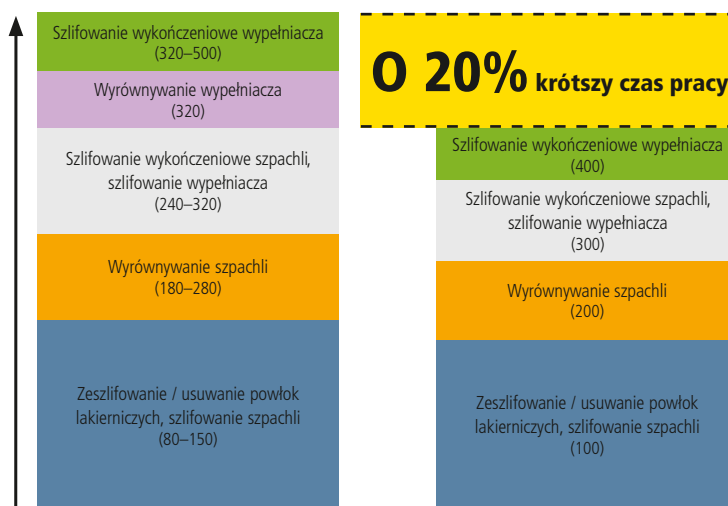 Szlifowanie wykończeniowe wypełniacza
(320–500)
Wyrównywanie wypełniacza
(320)
Szlifowanie wykończeniowe szpachli,
szlifowanie wypełniacza
(240–320)
Wyrównywanie szpachli
(180–280)
Zeszlifowanie / usuwanie powłok
lakierniczych, szlifowanie szpachli
(80–150)
O 20% krótszy czas pracy
Szlifowanie wykończeniowe wypełniacza
(400)
Szlifowanie wykończeniowe szpachli,
szlifowanie wypełniacza
(300)
Wyrównywanie szpachli
(200)
Zeszlifowanie / usuwanie powłok
lakierniczych, szlifowanie szpachli
(100)